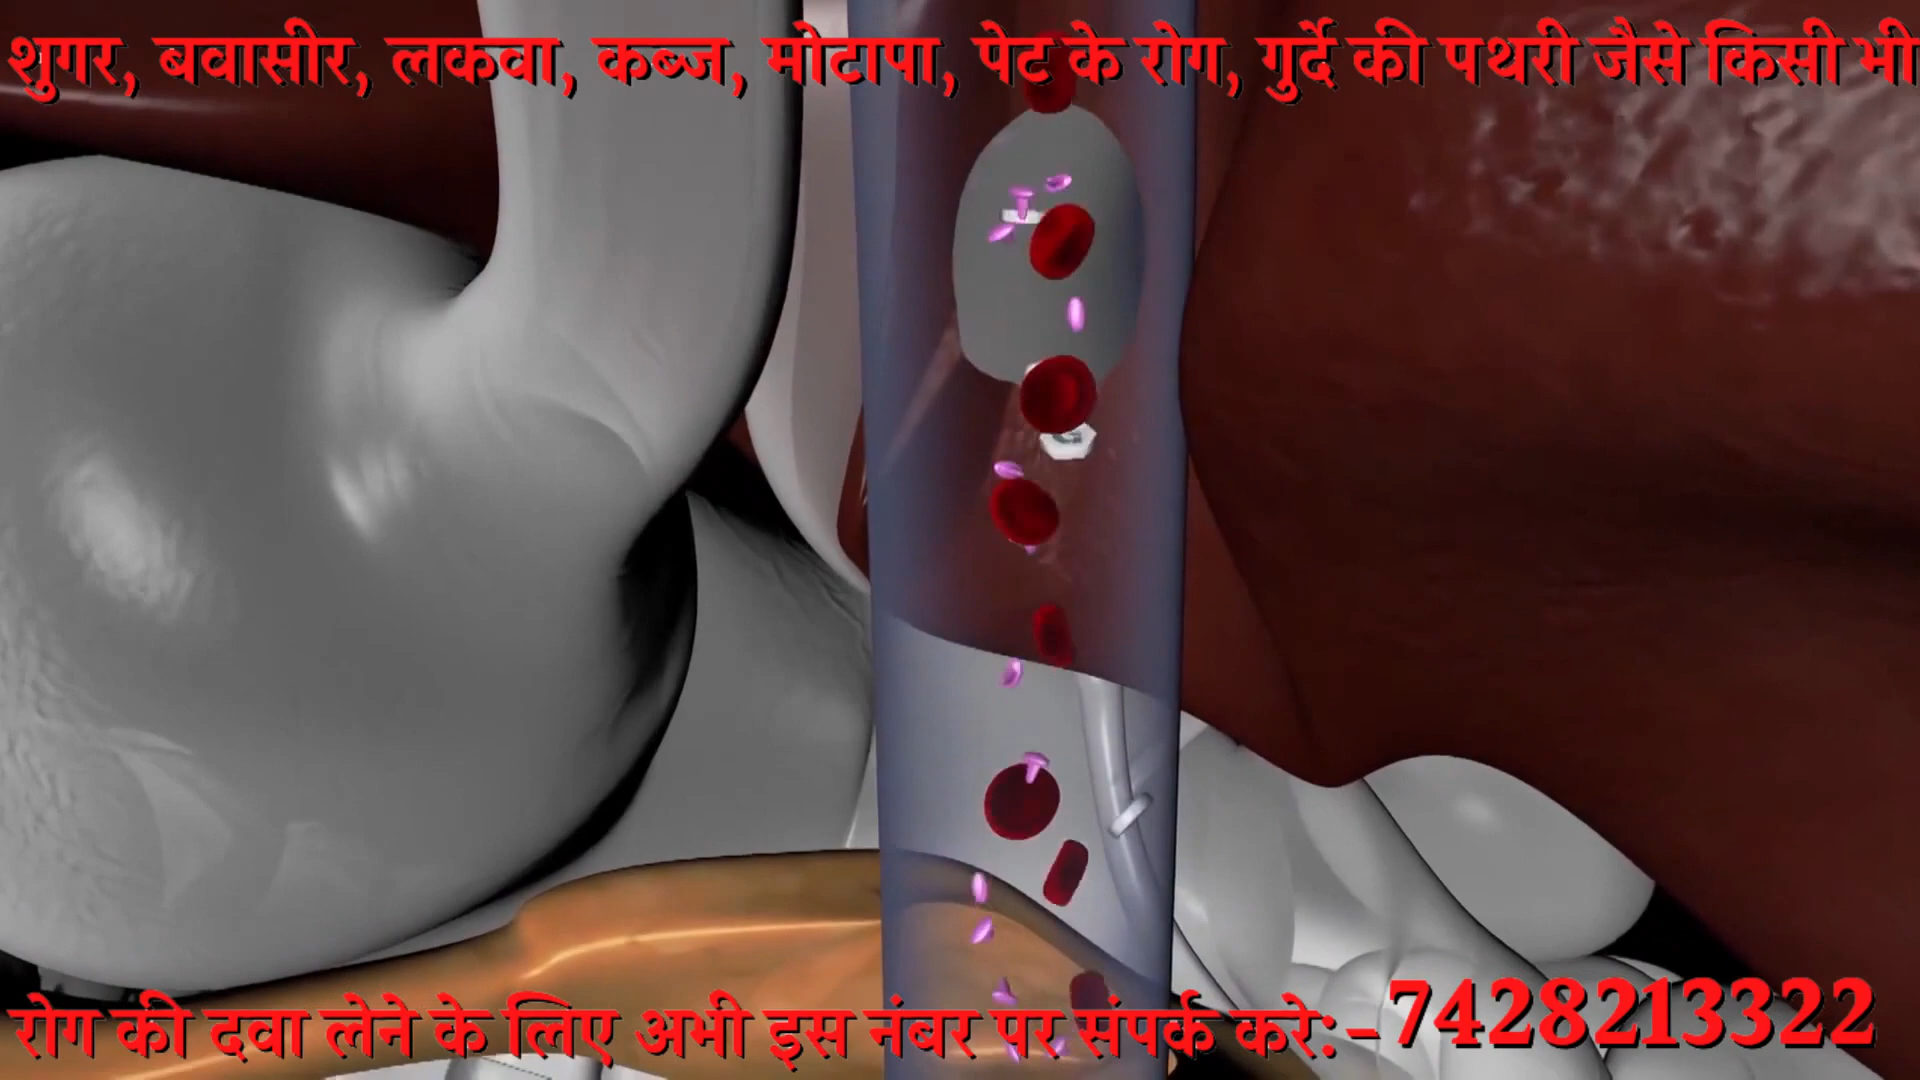 शुगर, बवासीर, लकवा, कब्ज, मोटापा, पेट के रोग, गुर्दे की पथरी जैसे किसी भी
G
रोग की दवा लेने के लिए अभी इस नंबर पर संपर्क करे:-7428213322